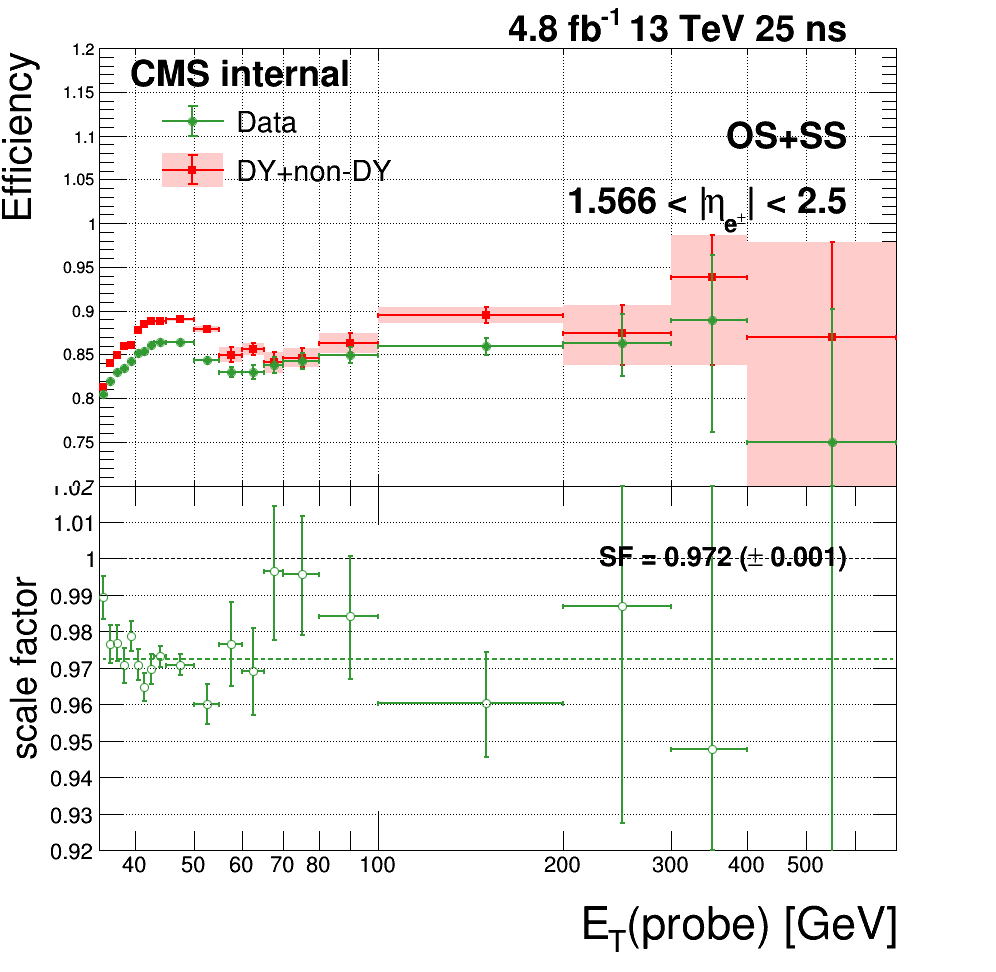 4.8 fb⁻¹ 13 TeV 25 ns
Efficiency
1.2
1.15
1.1
1.05
1
0.95
0.9
0.85
0.8
0.75
CMS internal
Data
DY+non-DY
OS+SS
1.566 < |η_e±| < 2.5
scale factor
1.02
1.01
1
0.99
0.98
0.97
0.96
0.95
0.94
0.93
0.92
SF = 0.972 (± 0.001)
40 50 60 70 80 100 200 300 400 500
E_T(probe) [GeV]